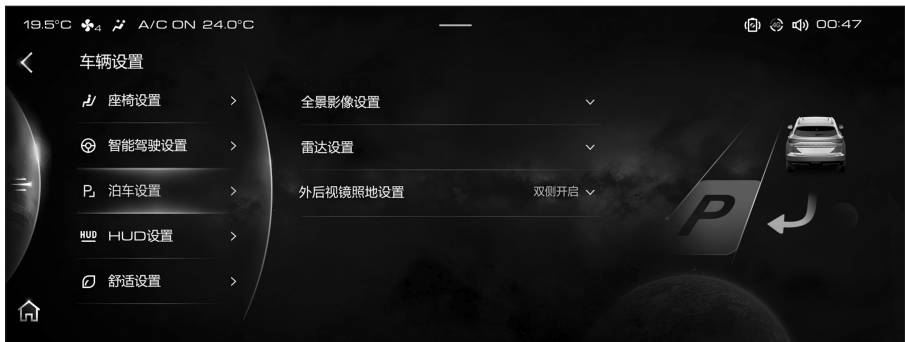 19.5°C 4 A/C ON 24.0°C 00:47
车辆设置
座椅设置
全景影像设置
智能驾驶设置
雷达设置
泊车设置
外后视镜照地设置 双侧开启
HUD HUD设置
舒适设置
P